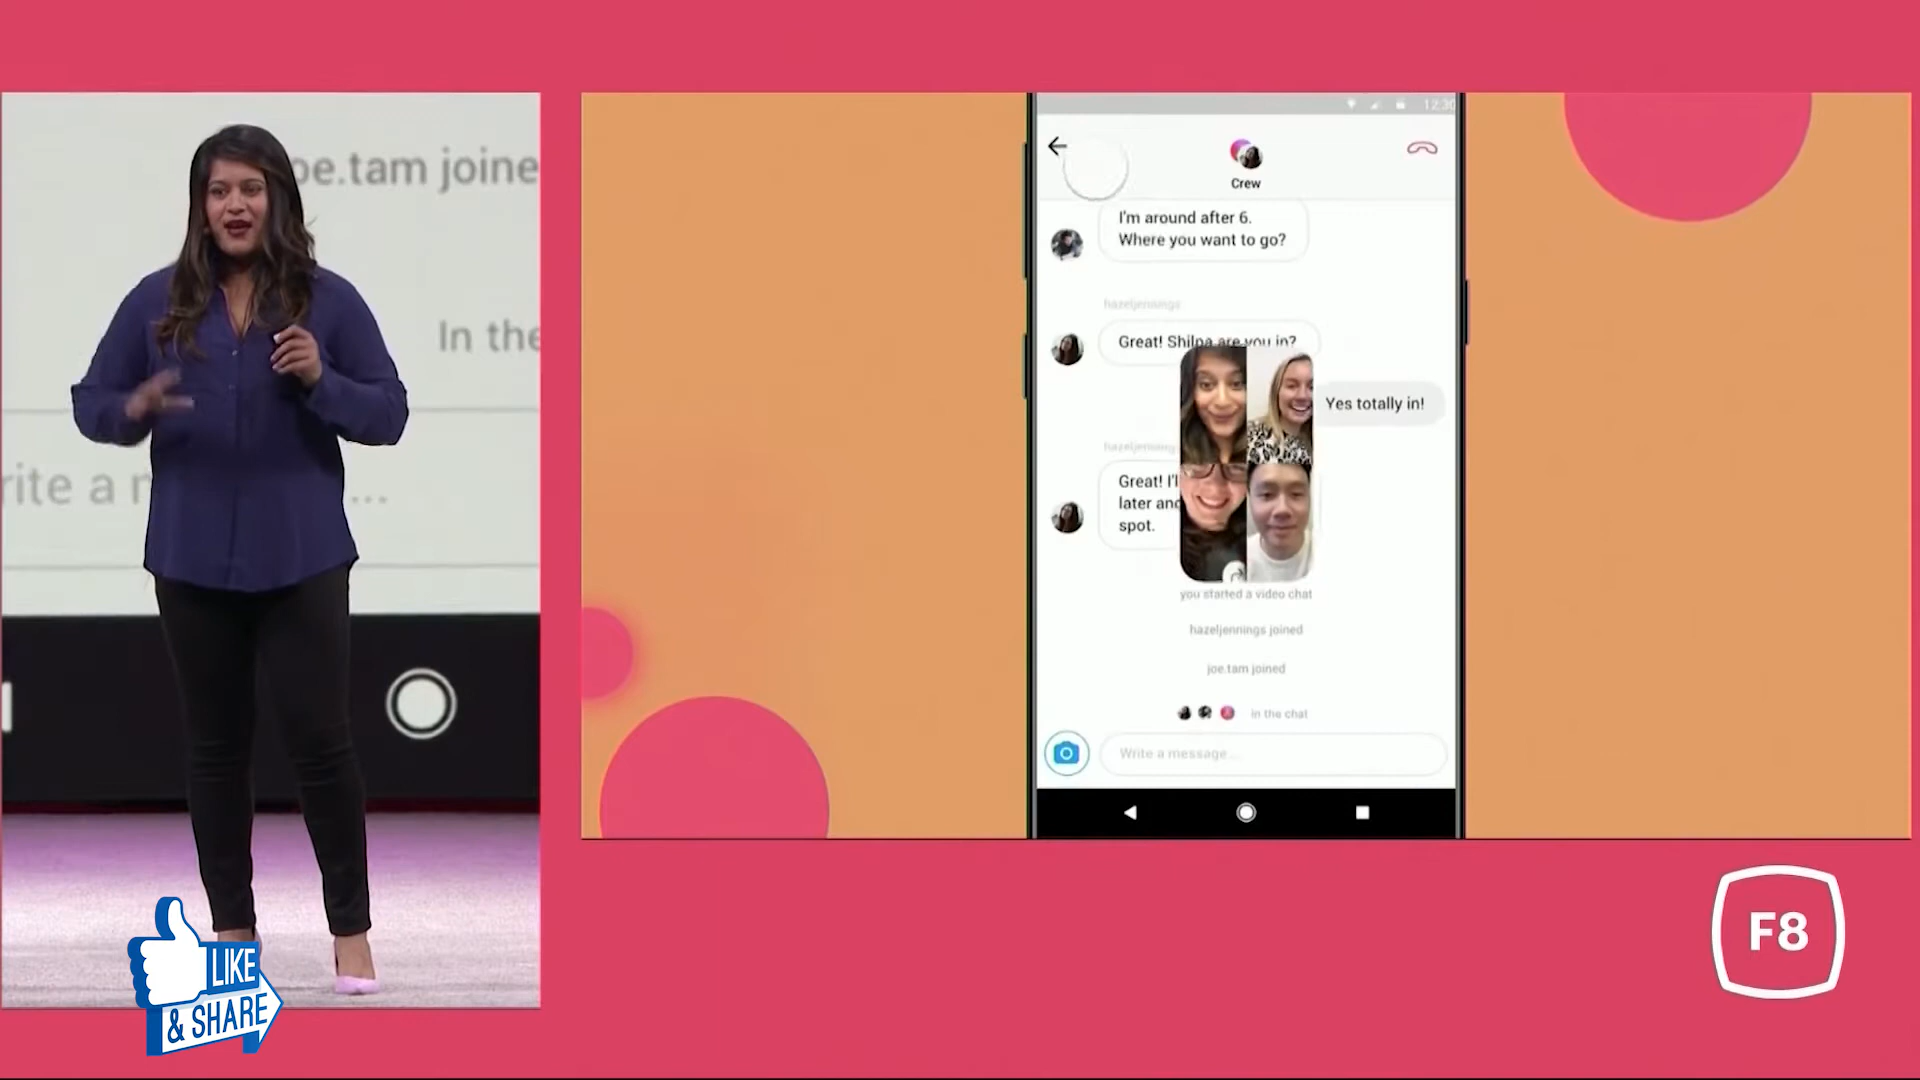 oe.tam joine
In the
rite a m
...
12:30
Crew
I'm around after 6.
Where you want to go?
hazeljennings
Great! Shilpa are you in?
Yes totally in!
hazeljennings
Great! I'l
later and
spot.
you started a video chat
hazeljennings joined
joe.tam joined
in the chat
Write a message...
LIKE
& SHARE
F8